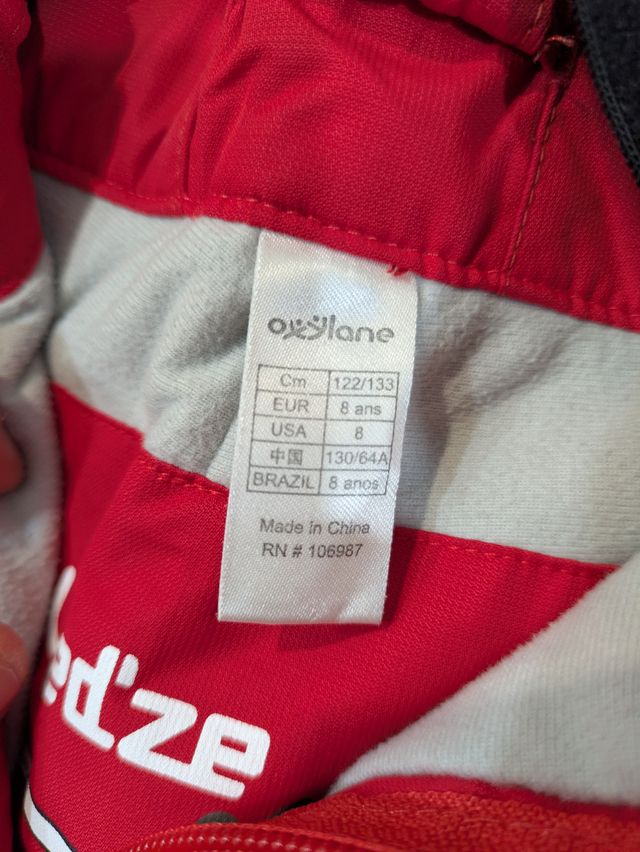 oxylane
Cm 122/133
EUR 8 ans
USA 8
中国 130/64A
BRAZIL 8 anos
Made in China
RN # 106987
ed'ze